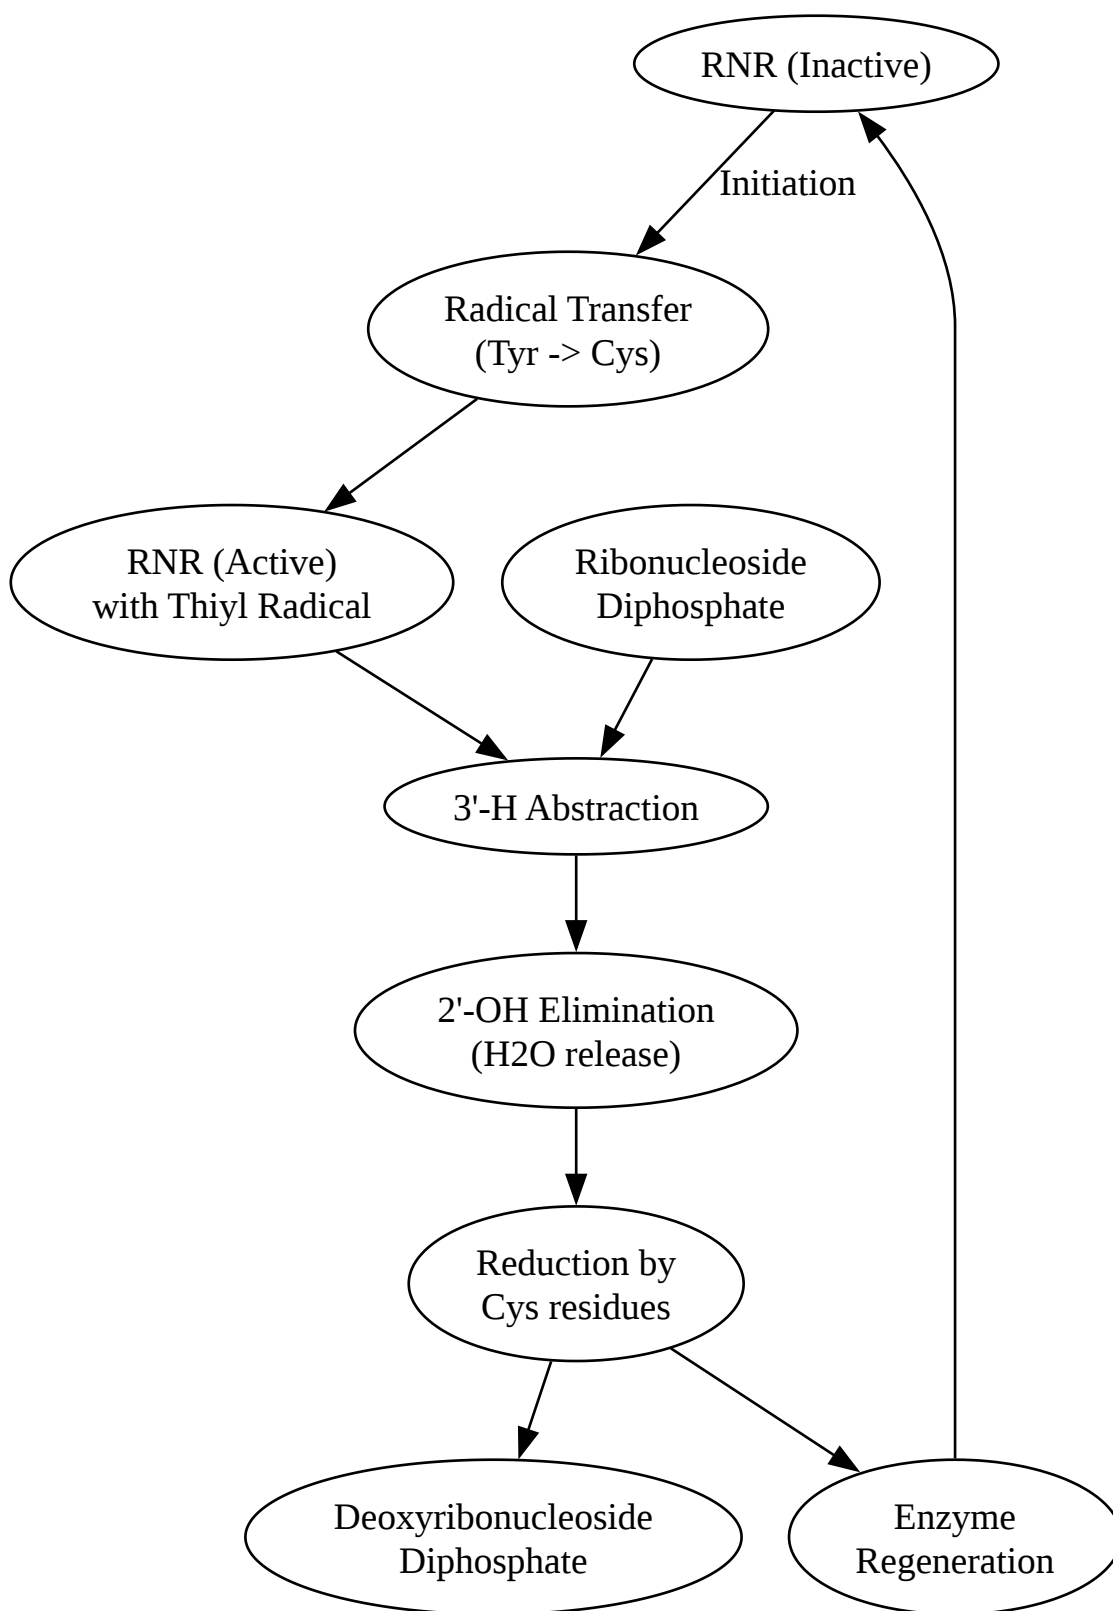 RNR (Inactive)
Initiation
Radical Transfer
(Tyr -> Cys)
RNR (Active)
with Thiyl Radical
Ribonucleoside
Diphosphate
3'-H Abstraction
2'-OH Elimination
(H2O release)
Reduction by
Cys residues
Deoxyribonucleoside
Diphosphate
Enzyme
Regeneration